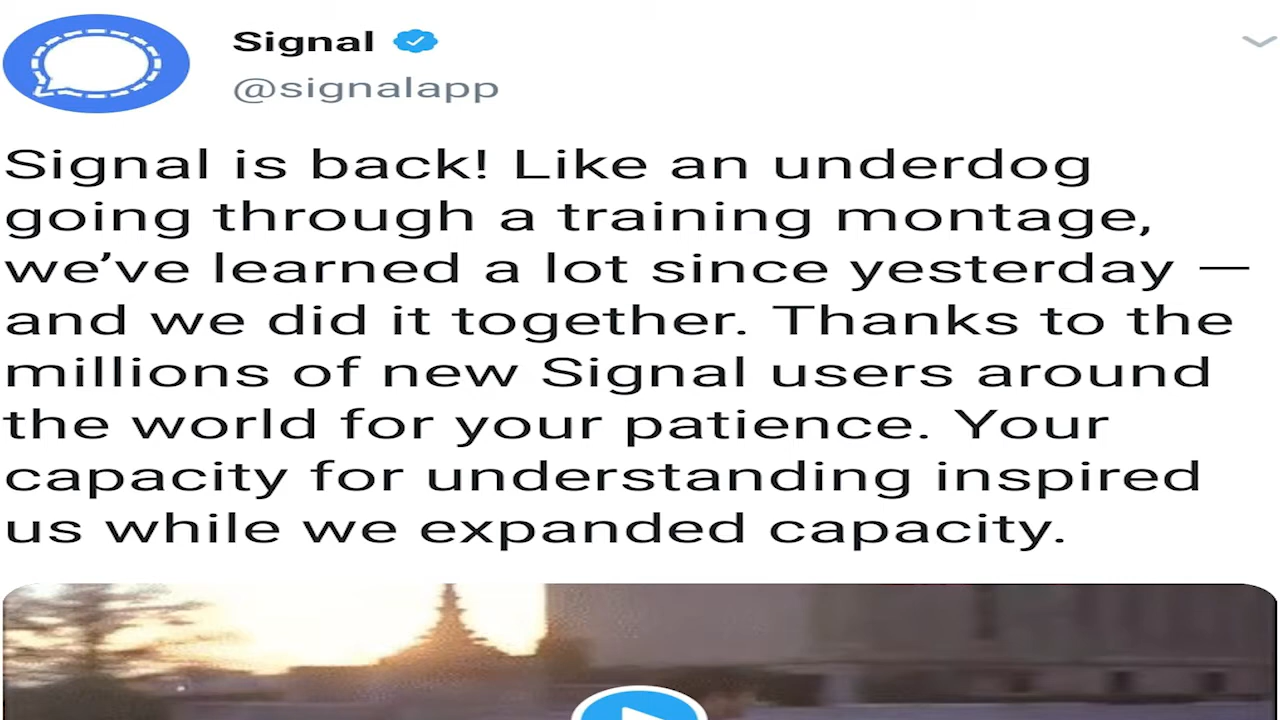 Signal
@signalapp
Signal is back! Like an underdog
going through a training montage,
we’ve learned a lot since yesterday —
and we did it together. Thanks to the
millions of new Signal users around
the world for your patience. Your
capacity for understanding inspired
us while we expanded capacity.